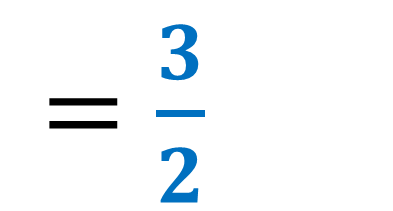 = 3/2